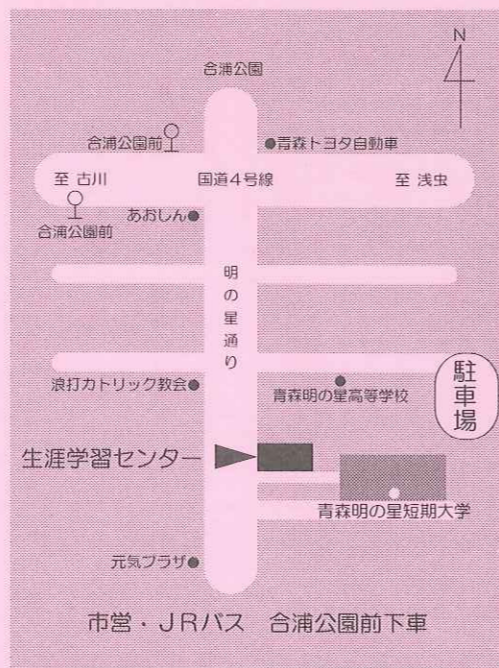 N
合浦公園
合浦公園前
青森トヨタ自動車
至 古川
国道4号線
至 浅虫
合浦公園前
あおしん
明の星通り
浪打カトリック教会
青森明の星高等学校
駐車場
生涯学習センター
青森明の星短期大学
元気プラザ
市営・JRバス 合浦公園前下車